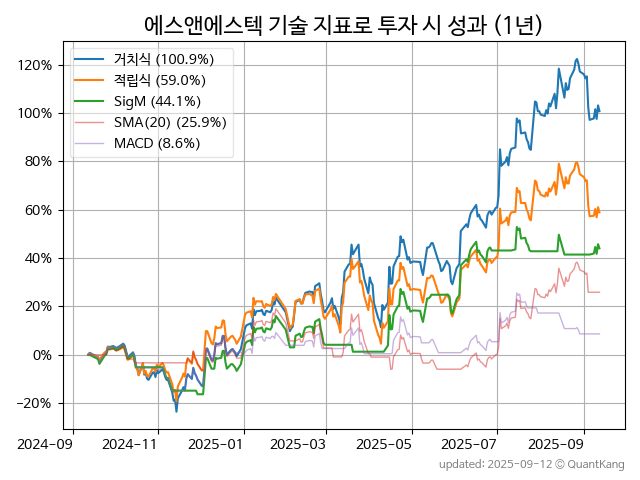 에스앤에스텍 기술 지표로 투자 시 성과 (1년)
거치식 (100.9%)
적립식 (59.0%)
SigM (44.1%)
SMA(20) (25.9%)
MACD (8.6%)
120%
100%
80%
60%
40%
20%
0%
−20%
2024-09
2024-11
2025-01
2025-03
2025-05
2025-07
2025-09
updated: 2025-09-12 © QuantKang